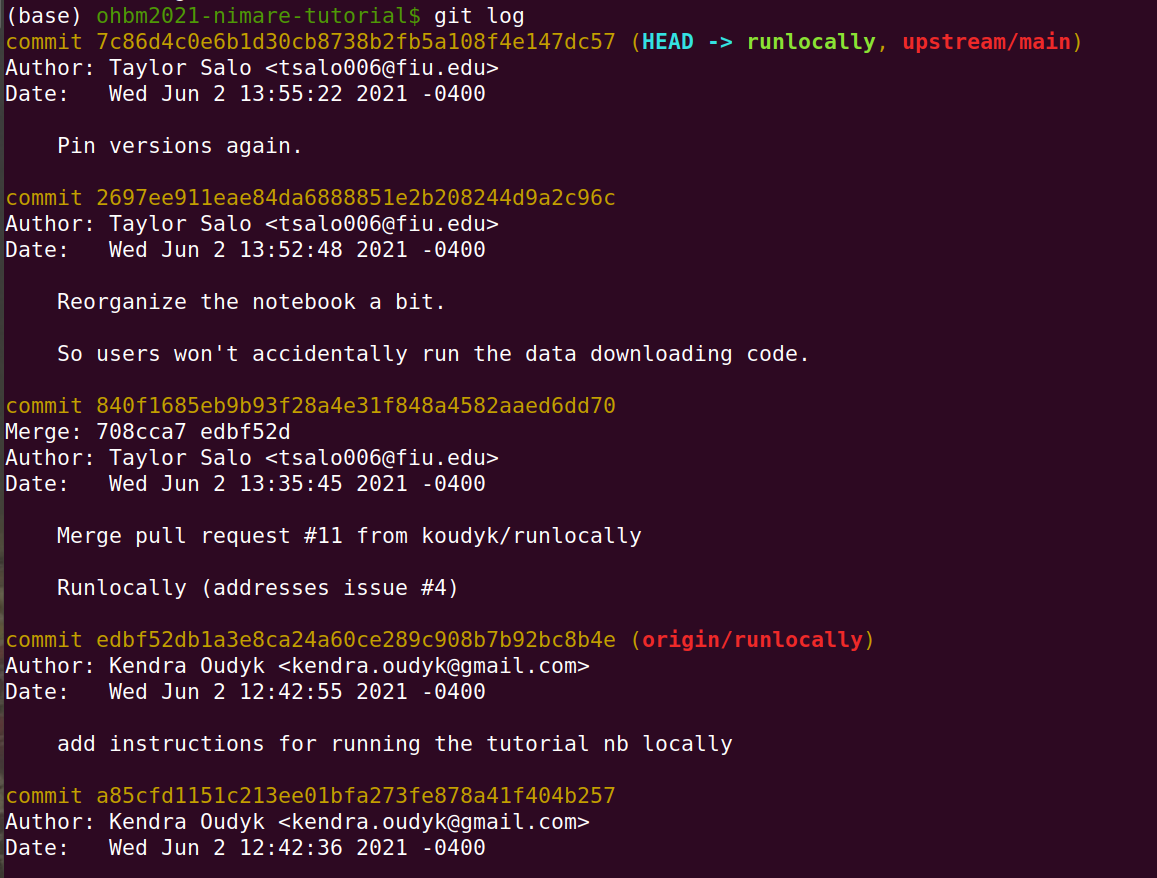 (base) ohbm2021-nimare-tutorial$ git log
commit 7c86d4c0e6b1d30cb8738b2fb5a108f4e147dc57 (HEAD -> runlocally, upstream/main)
Author: Taylor Salo <tsalo006@fiu.edu>
Date:   Wed Jun 2 13:55:22 2021 -0400
Pin versions again.
commit 2697ee911eae84da6888851e2b208244d9a2c96c
Author: Taylor Salo <tsalo006@fiu.edu>
Date:   Wed Jun 2 13:52:48 2021 -0400
Reorganize the notebook a bit.
So users won't accidentally run the data downloading code.
commit 840f1685eb9b93f28a4e31f848a4582aaed6dd70
Merge: 708cca7 edbf52d
Author: Taylor Salo <tsalo006@fiu.edu>
Date:   Wed Jun 2 13:35:45 2021 -0400
Merge pull request #11 from koudyk/runlocally
Runlocally (addresses issue #4)
commit edbf52db1a3e8ca24a60ce289c908b7b92bc8b4e (origin/runlocally)
Author: Kendra Oudyk <kendra.oudyk@gmail.com>
Date:   Wed Jun 2 12:42:55 2021 -0400
add instructions for running the tutorial nb locally
commit a85cfd1151c213ee01bfa273fe878a41f404b257
Author: Kendra Oudyk <kendra.oudyk@gmail.com>
Date:   Wed Jun 2 12:42:36 2021 -0400